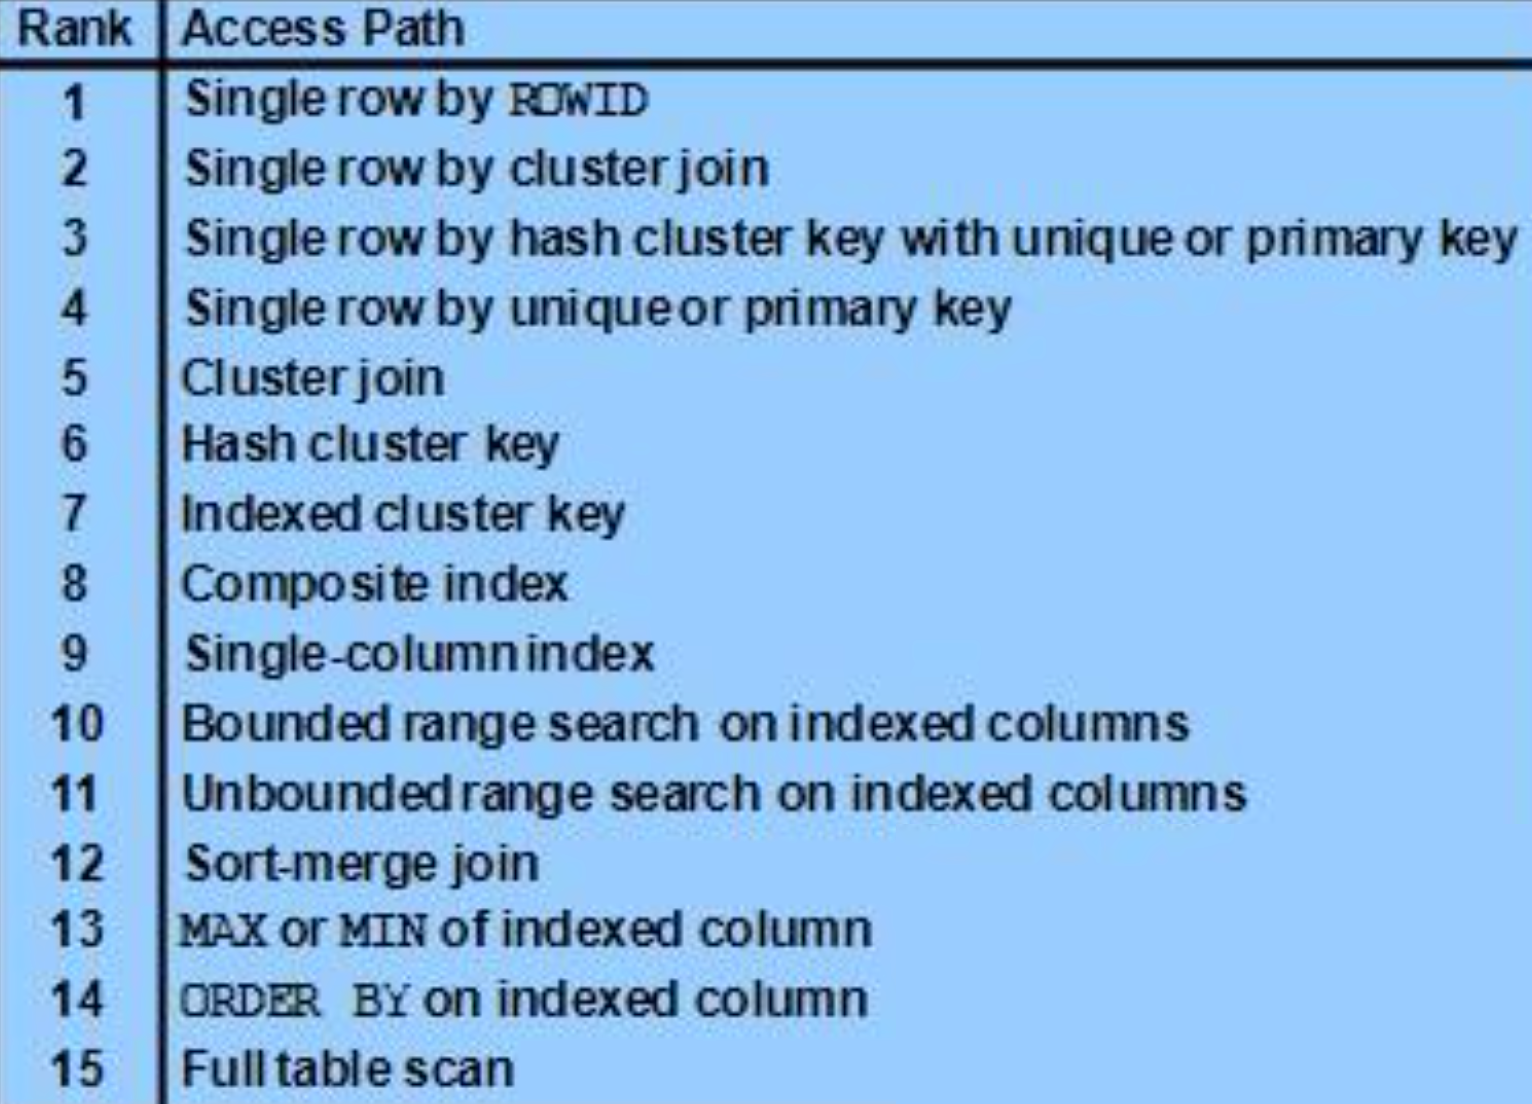 Rank Access Path
1 Single row by ROWID
2 Single row by cluster join
3 Single row by hash cluster key with unique or primary key
4 Single row by unique or primary key
5 Cluster join
6 Hash cluster key
7 Indexed cluster key
8 Composite index
9 Single-column index
10 Bounded range search on indexed columns
11 Unbounded range search on indexed columns
12 Sort-merge join
13 MAX or MIN of indexed column
14 ORDER BY on indexed column
15 Full table scan